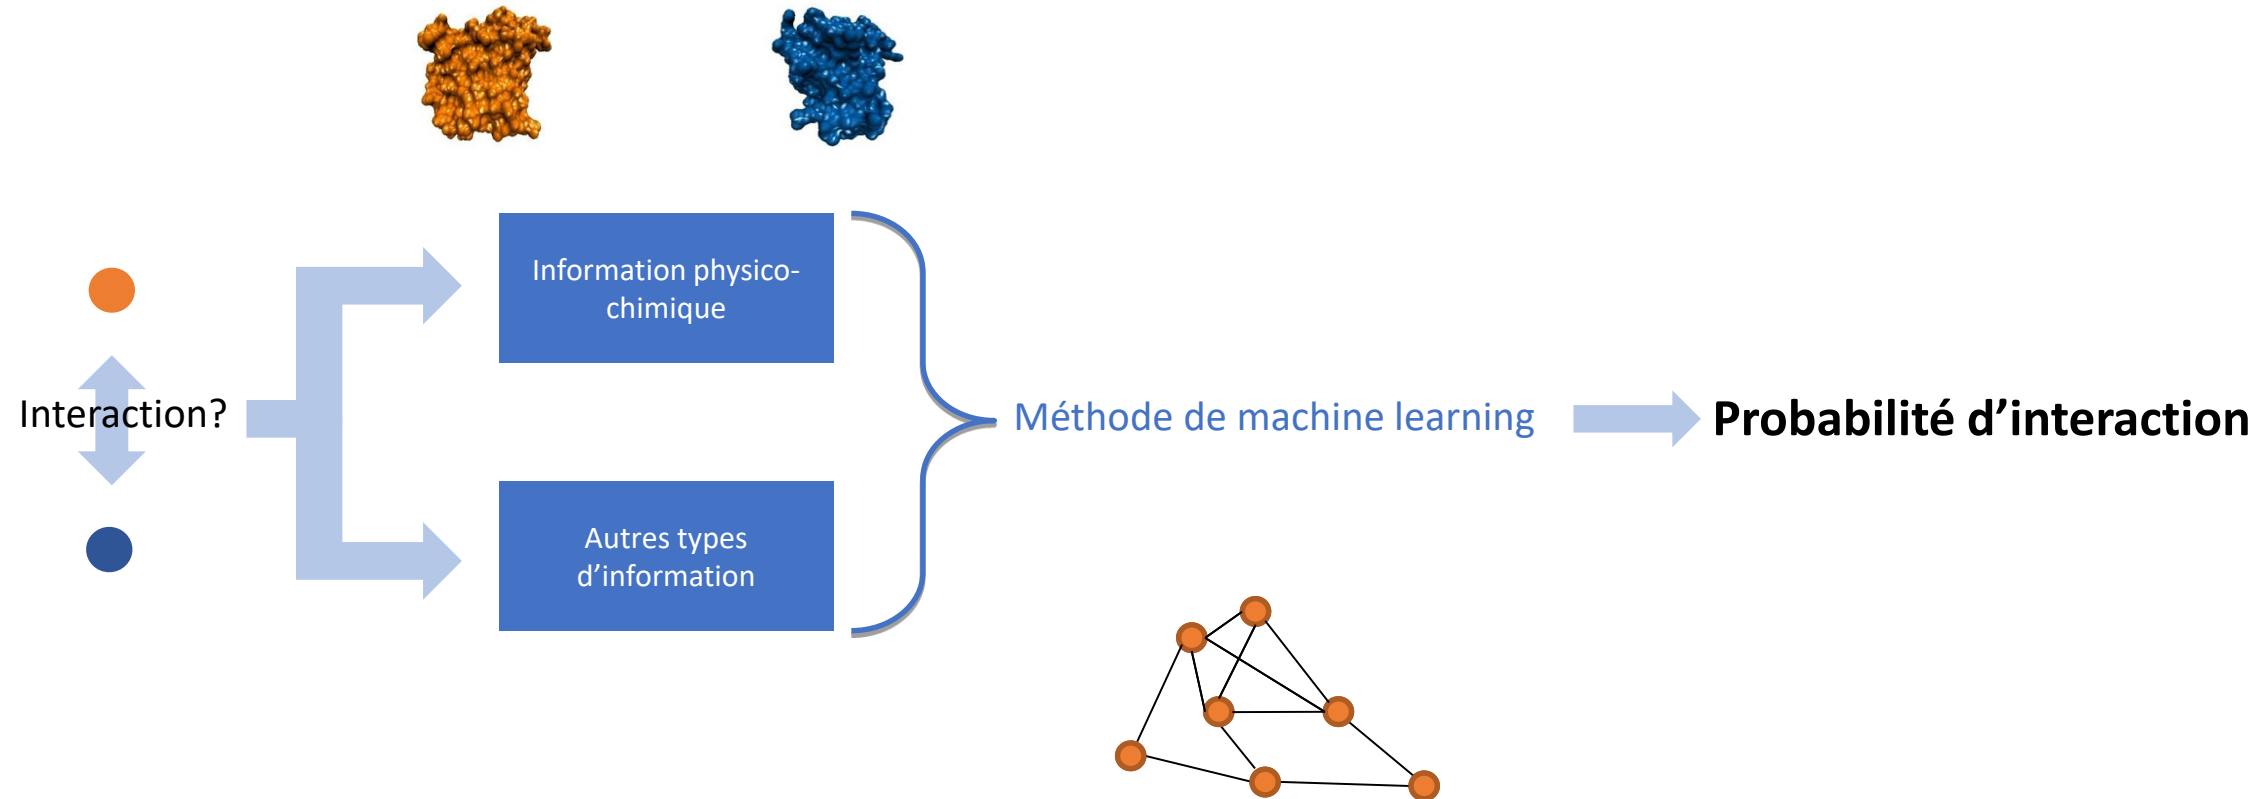 Information physico-
chimique
Interaction?
Méthode de machine learning
Probabilité d’interaction
Autres types
d’information